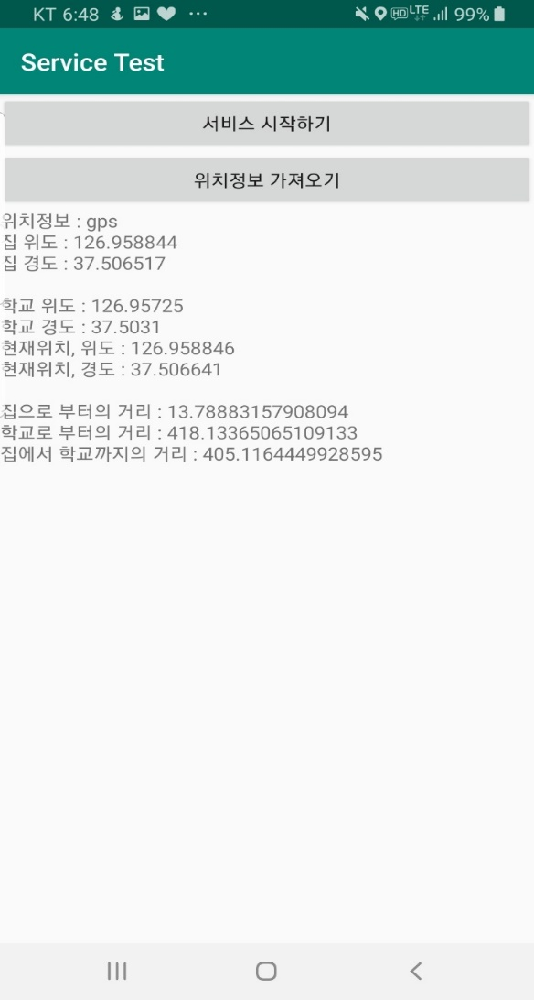 KT 6:48 HD LTE 99%
Service Test
서비스 시작하기
위치정보 가져오기
위치정보 : gps
집 위도 : 126.958844
집 경도 : 37.506517
학교 위도 : 126.95725
학교 경도 : 37.5031
현재위치, 위도 : 126.958846
현재위치, 경도 : 37.506641
집으로 부터의 거리 : 13.78883157908094
학교로 부터의 거리 : 418.13365065109133
집에서 학교까지의 거리 : 405.1164449928595